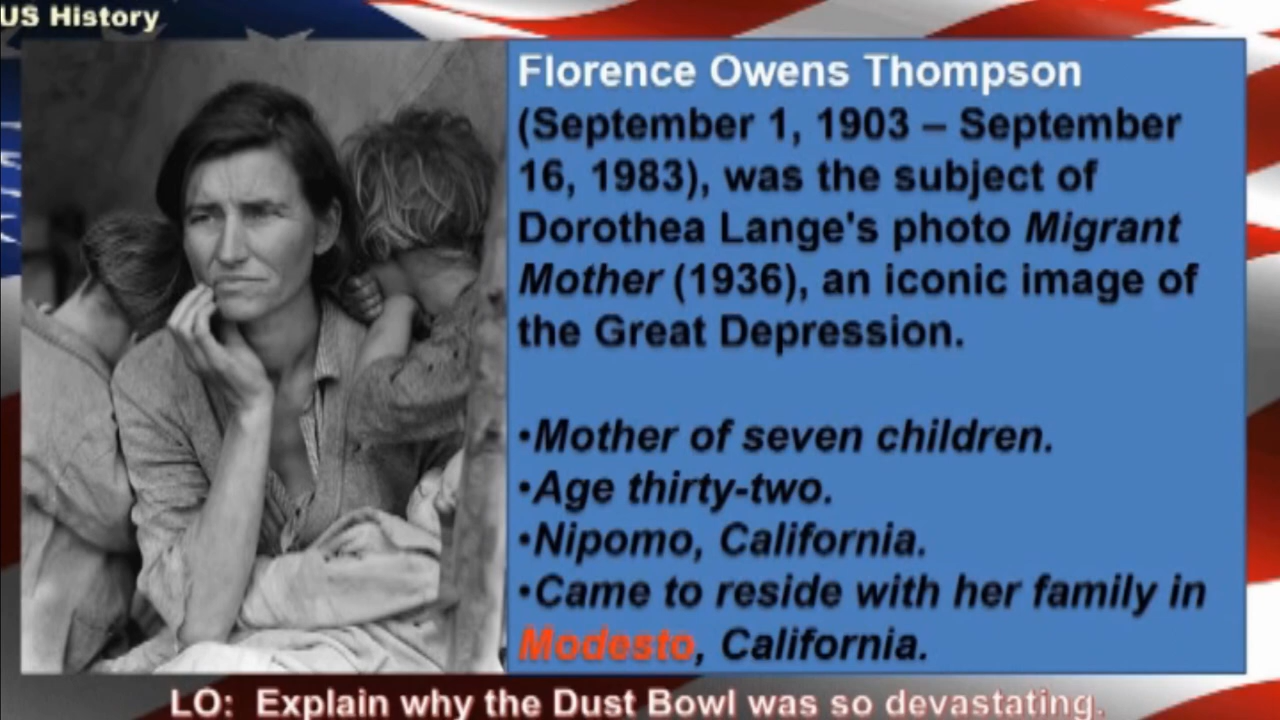 US History
Florence Owens Thompson
(September 1, 1903 – September
16, 1983), was the subject of
Dorothea Lange's photo Migrant
Mother (1936), an iconic image of
the Great Depression.
•Mother of seven children.
•Age thirty-two.
•Nipomo, California.
•Came to reside with her family in
Modesto, California.
LO: Explain why the Dust Bowl was so devastating.